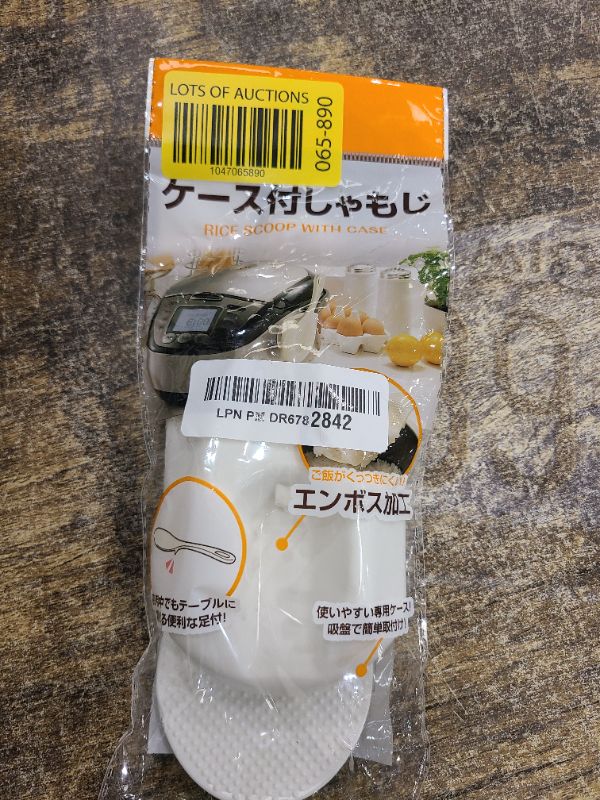 LOTS OF AUCTIONS
1047065890
065-890
ケース付しゃもじ
RICE SCOOP WITH CASE
LPN DR6782842
ご飯がくっつきにくい
エンボス加工
中でもテーブルに
便利な足付!
使いやすい専用ケース!
吸盤で簡単取付け!